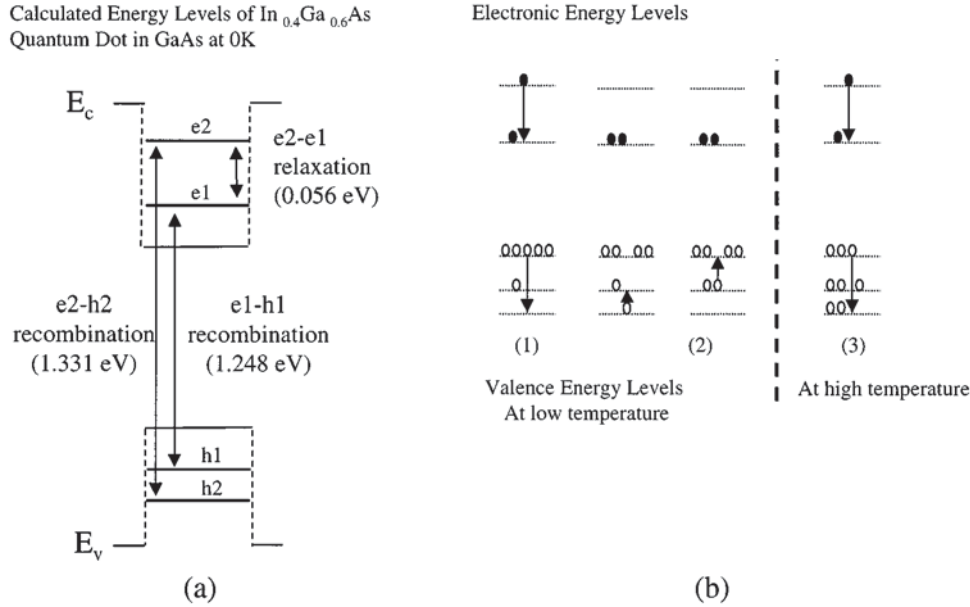 Calculated Energy Levels of In 0.4Ga 0.6As
Quantum Dot in GaAs at 0K
Ec
e2
e2-e1
relaxation
(0.056 eV)
e1
e2-h2
recombination
(1.331 eV)
e1-h1
recombination
(1.248 eV)
h1
h2
Ev
(a)
Electronic Energy Levels
(1)
(2)
(3)
Valence Energy Levels
At low temperature
At high temperature
(b)